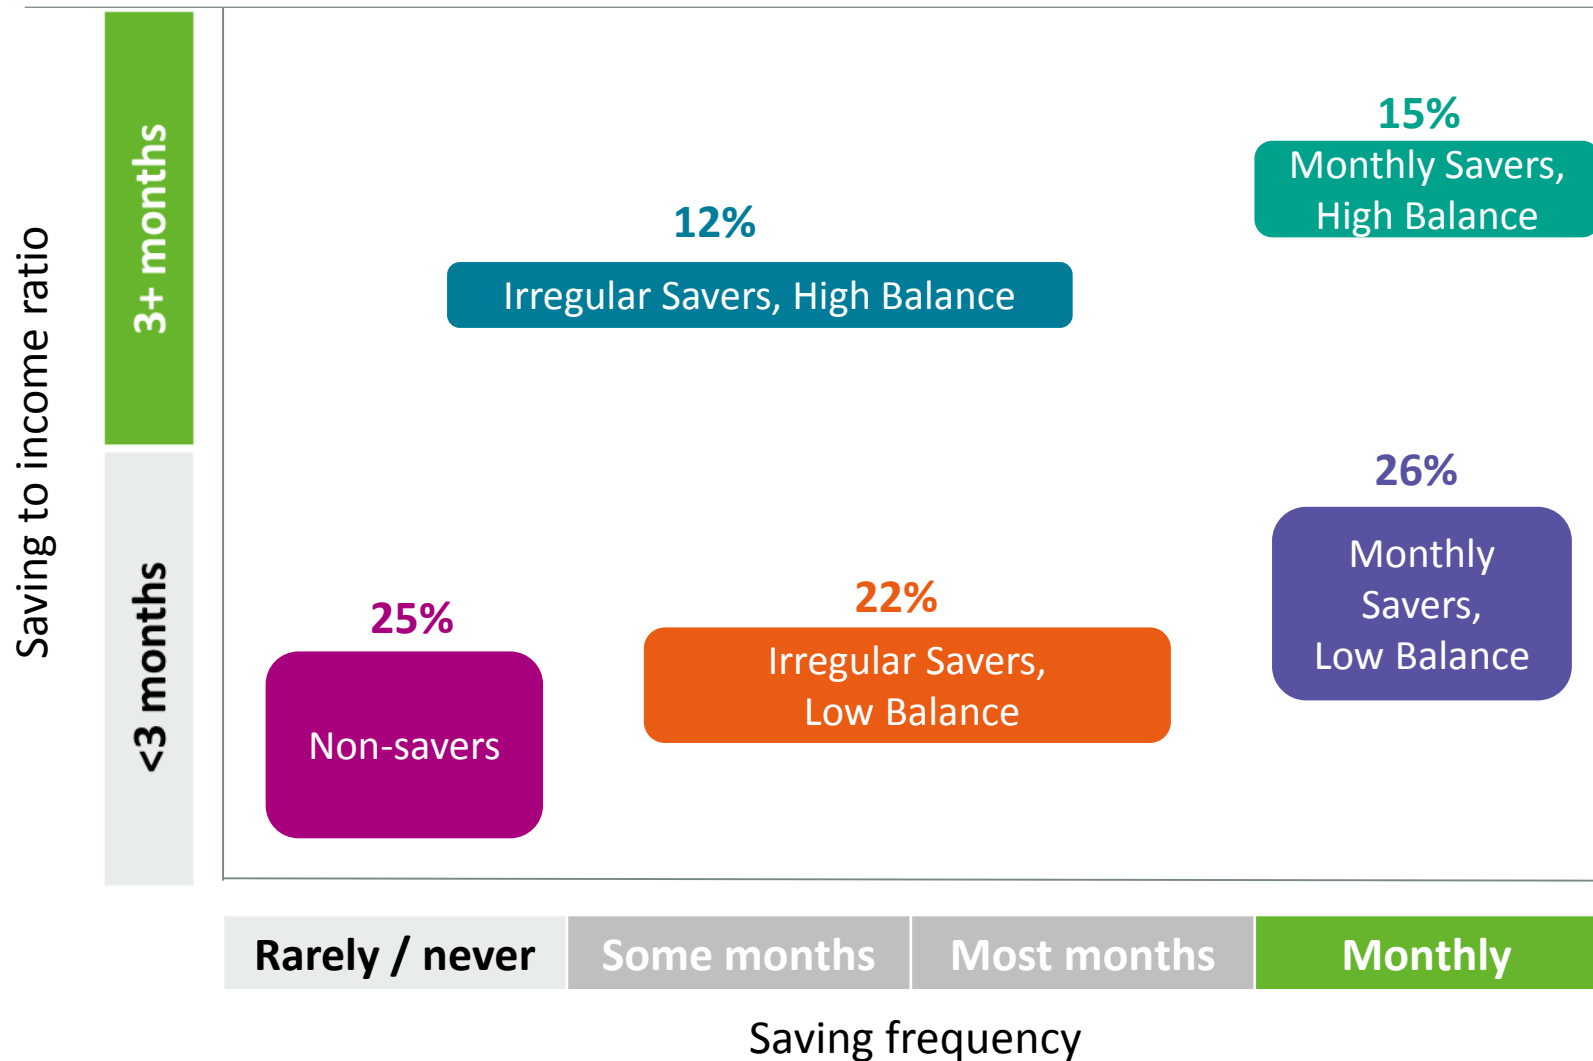 Saving to income ratio
3+ months
<3 months
15%
Monthly Savers,
High Balance
12%
Irregular Savers, High Balance
26%
Monthly
Savers,
Low Balance
22%
Irregular Savers,
Low Balance
25%
Non-savers
Rarely / never
Some months
Most months
Monthly
Saving frequency